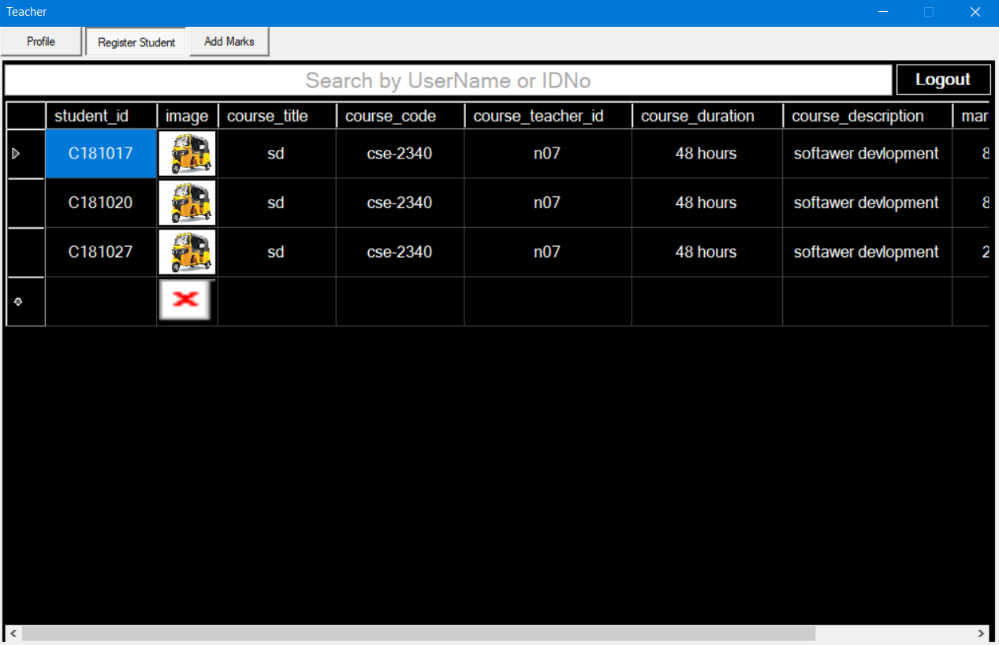 Teacher
Profile Register Student Add Marks
Search by UserName or IDNo Logout
student_id image course_title course_code course_teacher_id course_duration course_description mar
C181017 sd cse-2340 n07 48 hours softawer devlopment 8
C181020 sd cse-2340 n07 48 hours softawer devlopment 8
C181027 sd cse-2340 n07 48 hours softawer devlopment 2